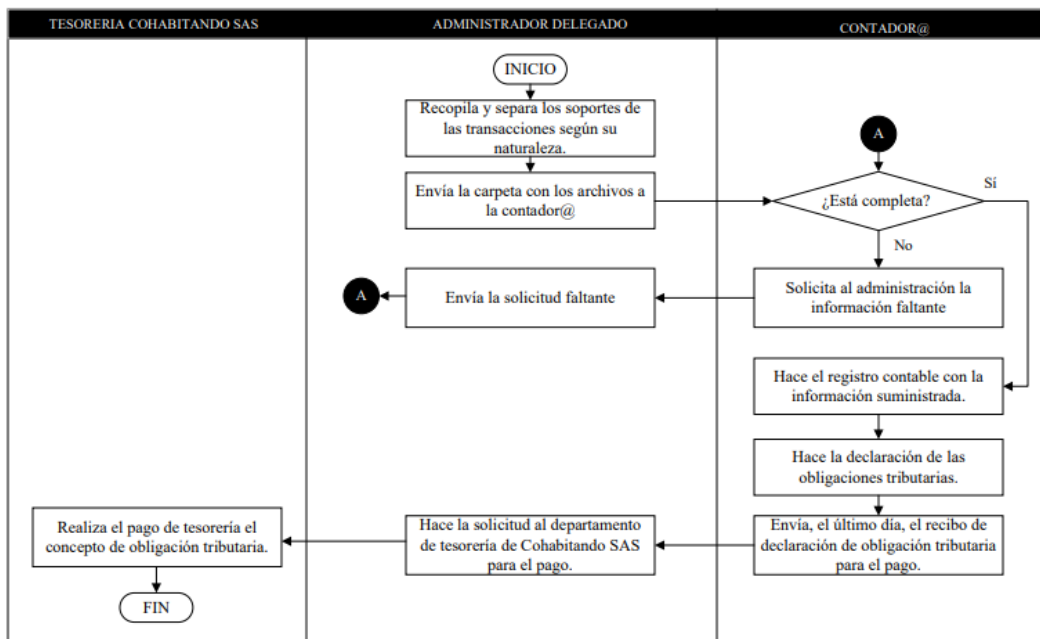 TESORERIA COHABITANDO SAS
ADMINISTRADOR DELEGADO
CONTADOR@
INICIO
Recopila y separa los soportes de
las transacciones según su
naturaleza.
A
Envía la carpeta con los archivos a
la contador@
¿Está completa?
Sí
No
A
Envía la solicitud faltante
Solicita al administración la
información faltante
Hace el registro contable con la
información suministrada.
Hace la declaración de las
obligaciones tributarias.
Realiza el pago de tesorería el
concepto de obligación tributaria.
Hace la solicitud al departamento
de tesorería de Cohabitando SAS
para el pago.
Envía, el último día, el recibo de
declaración de obligación tributaria
para el pago.
FIN